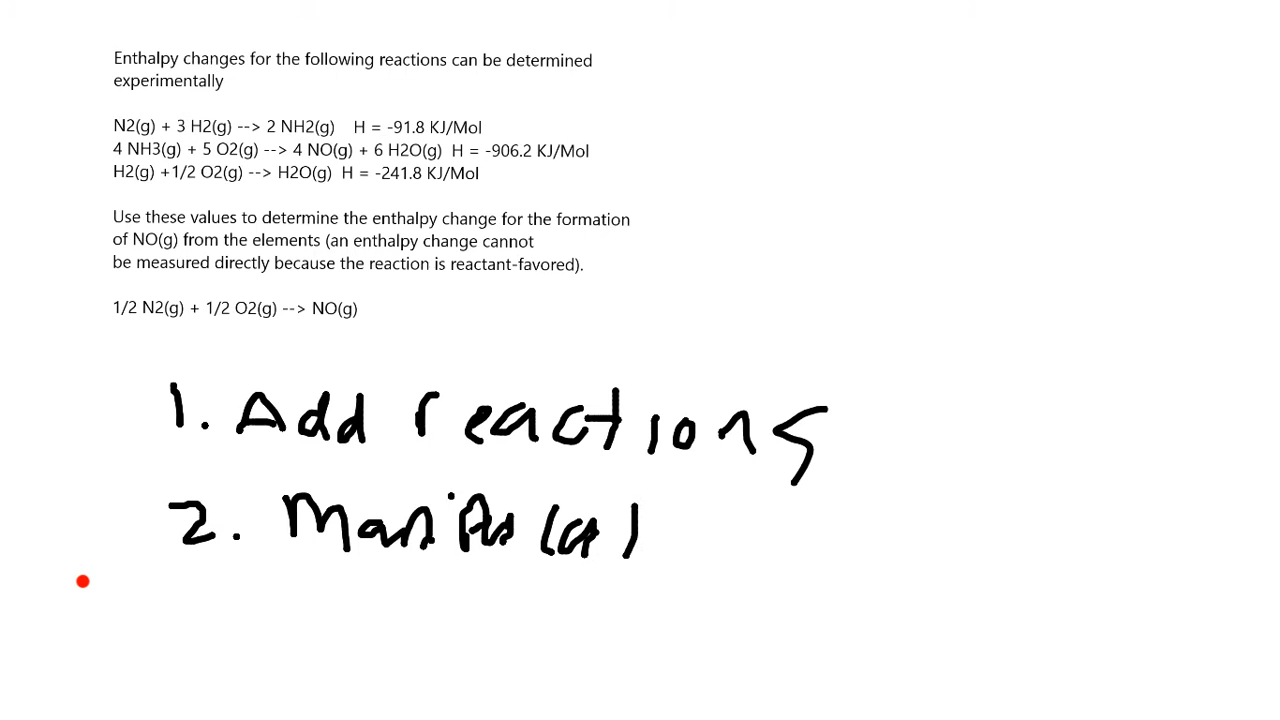 Enthalpy changes for the following reactions can be determined
experimentally
N2(g) + 3 H2(g) --> 2 NH2(g) H = -91.8 KJ/Mol
4 NH3(g) + 5 O2(g) --> 4 NO(g) + 6 H2O(g) H = -906.2 KJ/Mol
H2(g) +1/2 O2(g) --> H2O(g) H = -241.8 KJ/Mol
Use these values to determine the enthalpy change for the formation
of NO(g) from the elements (an enthalpy change cannot
be measured directly because the reaction is reactant-favored).
1/2 N2(g) + 1/2 O2(g) --> NO(g)
1. Add reactions
2.